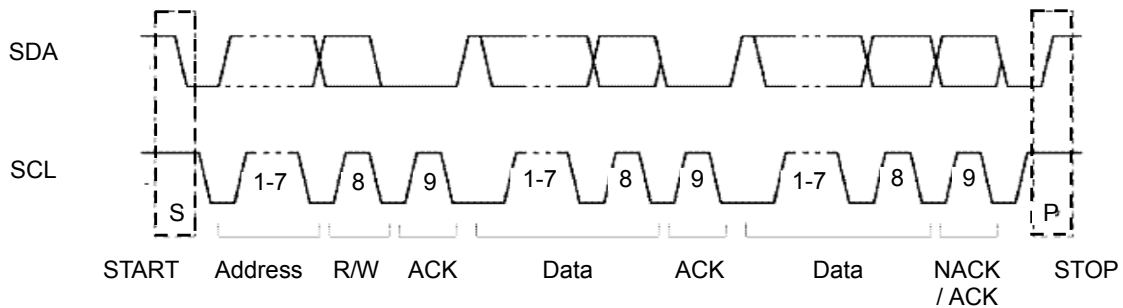 SDA
SCL
1-7 8 9 1-7 8 9 1-7 8 9
S P
START Address R/W ACK Data ACK Data NACK / ACK STOP